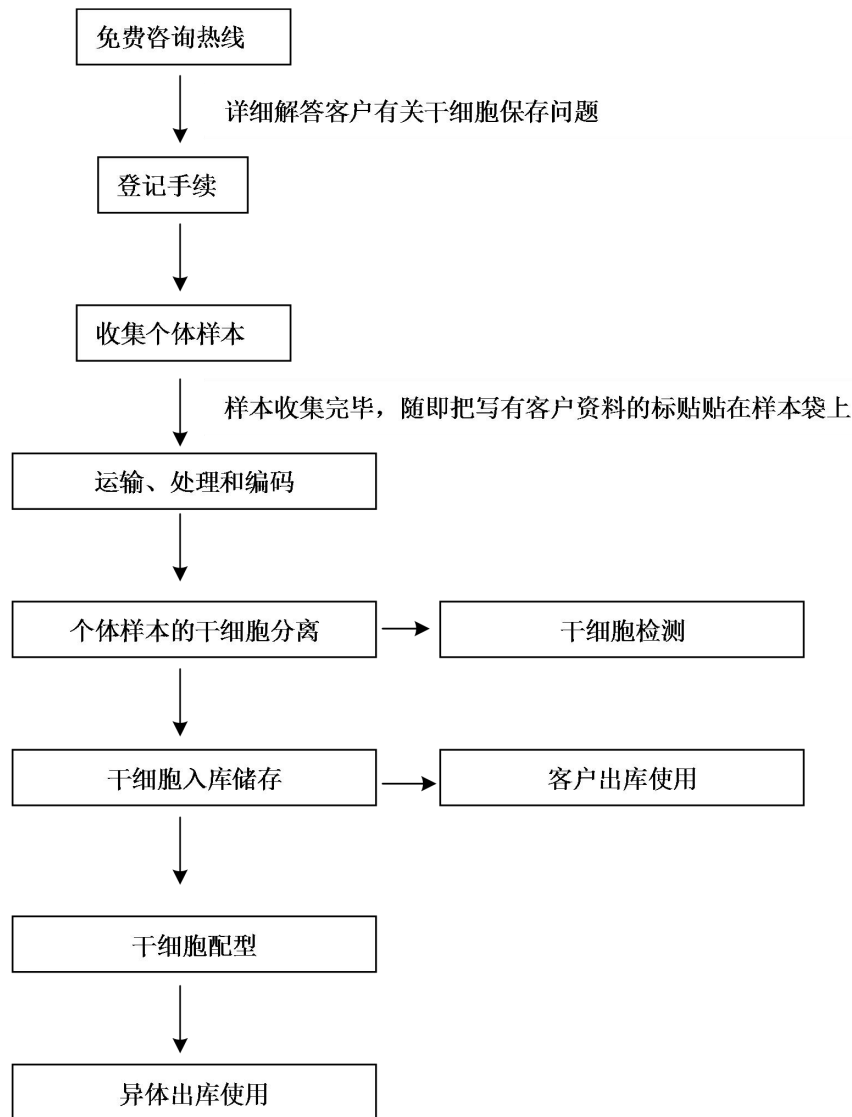 免费咨询热线
详细解答客户有关干细胞保存问题
登记手续
收集个体样本
样本收集完毕，随即把写有客户资料的标贴贴在样本袋上
运输、处理和编码
个体样本的干细胞分离
干细胞检测
干细胞入库储存
客户出库使用
干细胞配型
异体出库使用